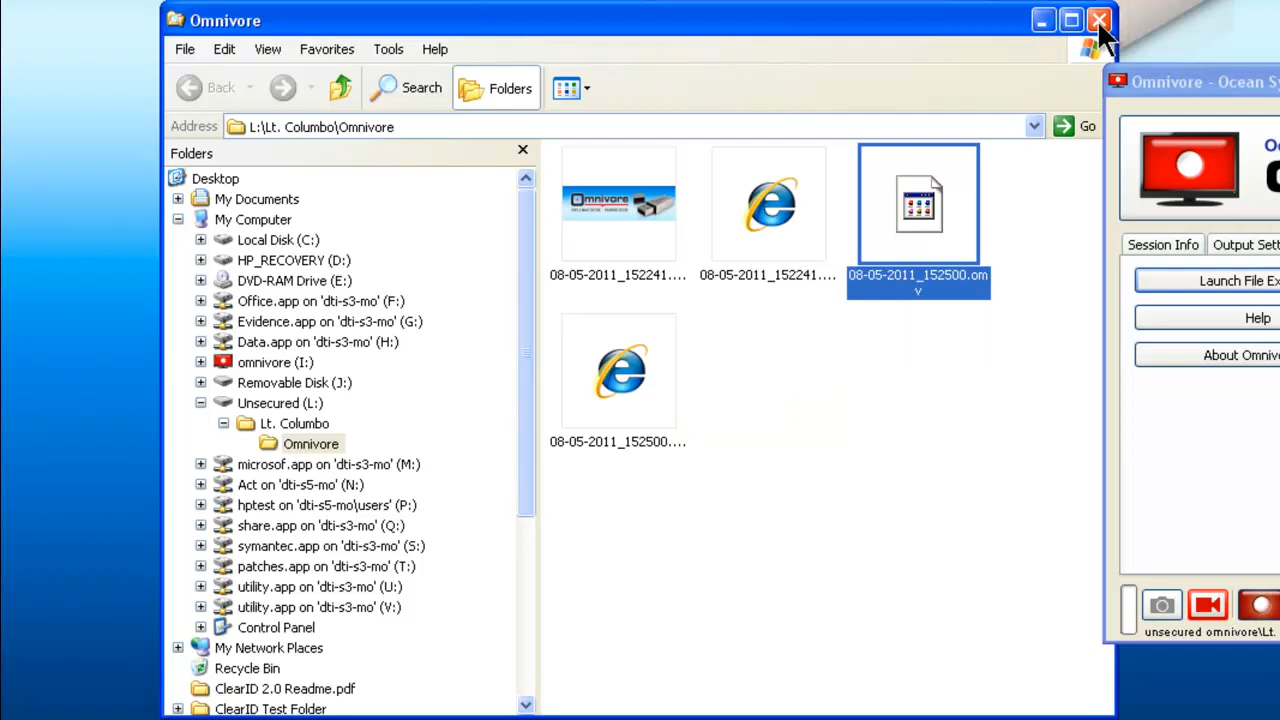 Omnivore
File Edit View Favorites Tools Help
Back Search Folders
Address L:\Lt. Columbo\Omnivore Go
Folders
Desktop
My Documents
My Computer
Local Disk (C:)
HP_RECOVERY (D:)
DVD-RAM Drive (E:)
Office.app on 'dti-s3-mo' (F:)
Evidence.app on 'dti-s3-mo' (G:)
Data.app on 'dti-s3-mo' (H:)
omnivore (I:)
Removable Disk (J:)
Unsecured (L:)
Lt. Columbo
Omnivore
microsof.app on 'dti-s3-mo' (M:)
Act on 'dti-s5-mo' (N:)
hptest on 'dti-s5-mo\users' (P:)
share.app on 'dti-s3-mo' (Q:)
symantec.app on 'dti-s3-mo' (S:)
patches.app on 'dti-s3-mo' (T:)
utility.app on 'dti-s3-mo' (U:)
utility.app on 'dti-s3-mo' (V:)
Control Panel
My Network Places
Recycle Bin
ClearID 2.0 Readme.pdf
ClearID Test Folder
Omnivore
08-05-2011_152241....
08-05-2011_152241....
08-05-2011_152500.om
v
08-05-2011_152500....
Omnivore - Ocean Sy
Session Info Output Sett
Launch File Ex
Help
About Omnivo
unsecured omnivore\Lt.